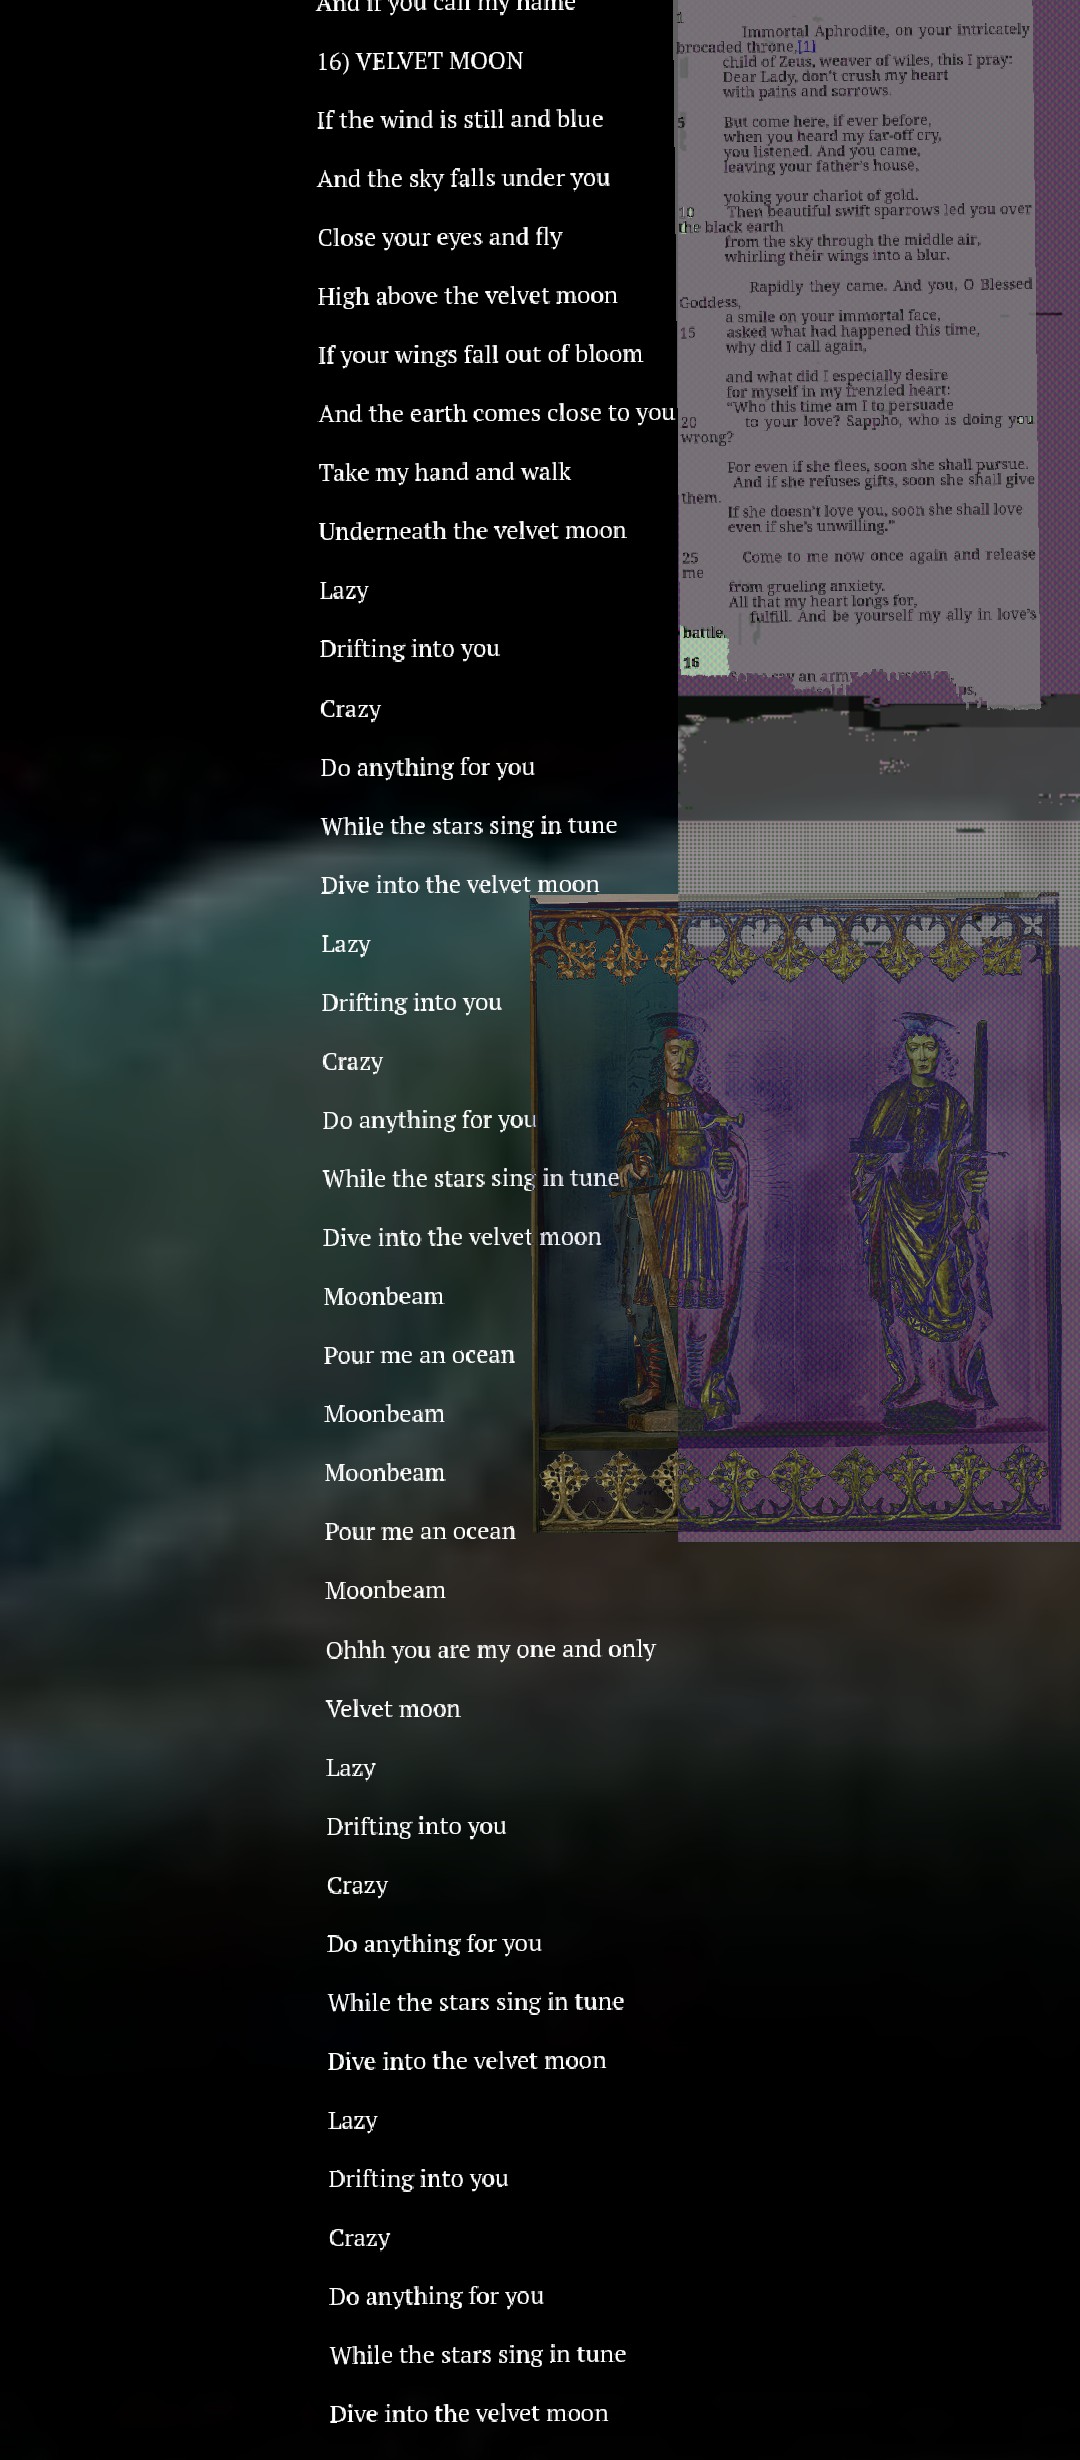 And if you call my name
16) VELVET MOON
If the wind is still and blue
And the sky falls under you
Close your eyes and fly
High above the velvet moon
If your wings fall out of bloom
And the earth comes close to you
Take my hand and walk
Underneath the velvet moon
Lazy
Drifting into you
Crazy
Do anything for you
While the stars sing in tune
Dive into the velvet moon
Lazy
Drifting into you
Crazy
Do anything for you
While the stars sing in tune
Dive into the velvet moon
Moonbeam
Pour me an ocean
Moonbeam
Moonbeam
Pour me an ocean
Moonbeam
Ohhh you are my one and only
Velvet moon
Lazy
Drifting into you
Crazy
Do anything for you
While the stars sing in tune
Dive into the velvet moon
Lazy
Drifting into you
Crazy
Do anything for you
While the stars sing in tune
Dive into the velvet moon
1
Immortal Aphrodite, on your intricately
brocaded throne,[1]
child of Zeus, weaver of wiles, this I pray:
Dear Lady, don't crush my heart
with pains and sorrows.
5 But come here, if ever before,
when you heard my far-off cry,
you listened. And you came,
leaving your father's house,
yoking your chariot of gold.
10 Then beautiful swift sparrows led you over
the black earth
from the sky through the middle air,
whirling their wings into a blur.
Rapidly they came. And you, O Blessed
Goddess,
a smile on your immortal face,
15 asked what had happened this time,
why did I call again,
and what did I especially desire
for myself in my frenzied heart:
“Who this time am I to persuade
20 to your love? Sappho, who is doing you
wrong?
For even if she flees, soon she shall pursue.
And if she refuses gifts, soon she shall give
them.
If she doesn't love you, soon she shall love
even if she's unwilling.”
25 Come to me now once again and release
me
from grueling anxiety.
All that my heart longs for,
fulfill. And be yourself my ally in love's
battle.
16
say an army